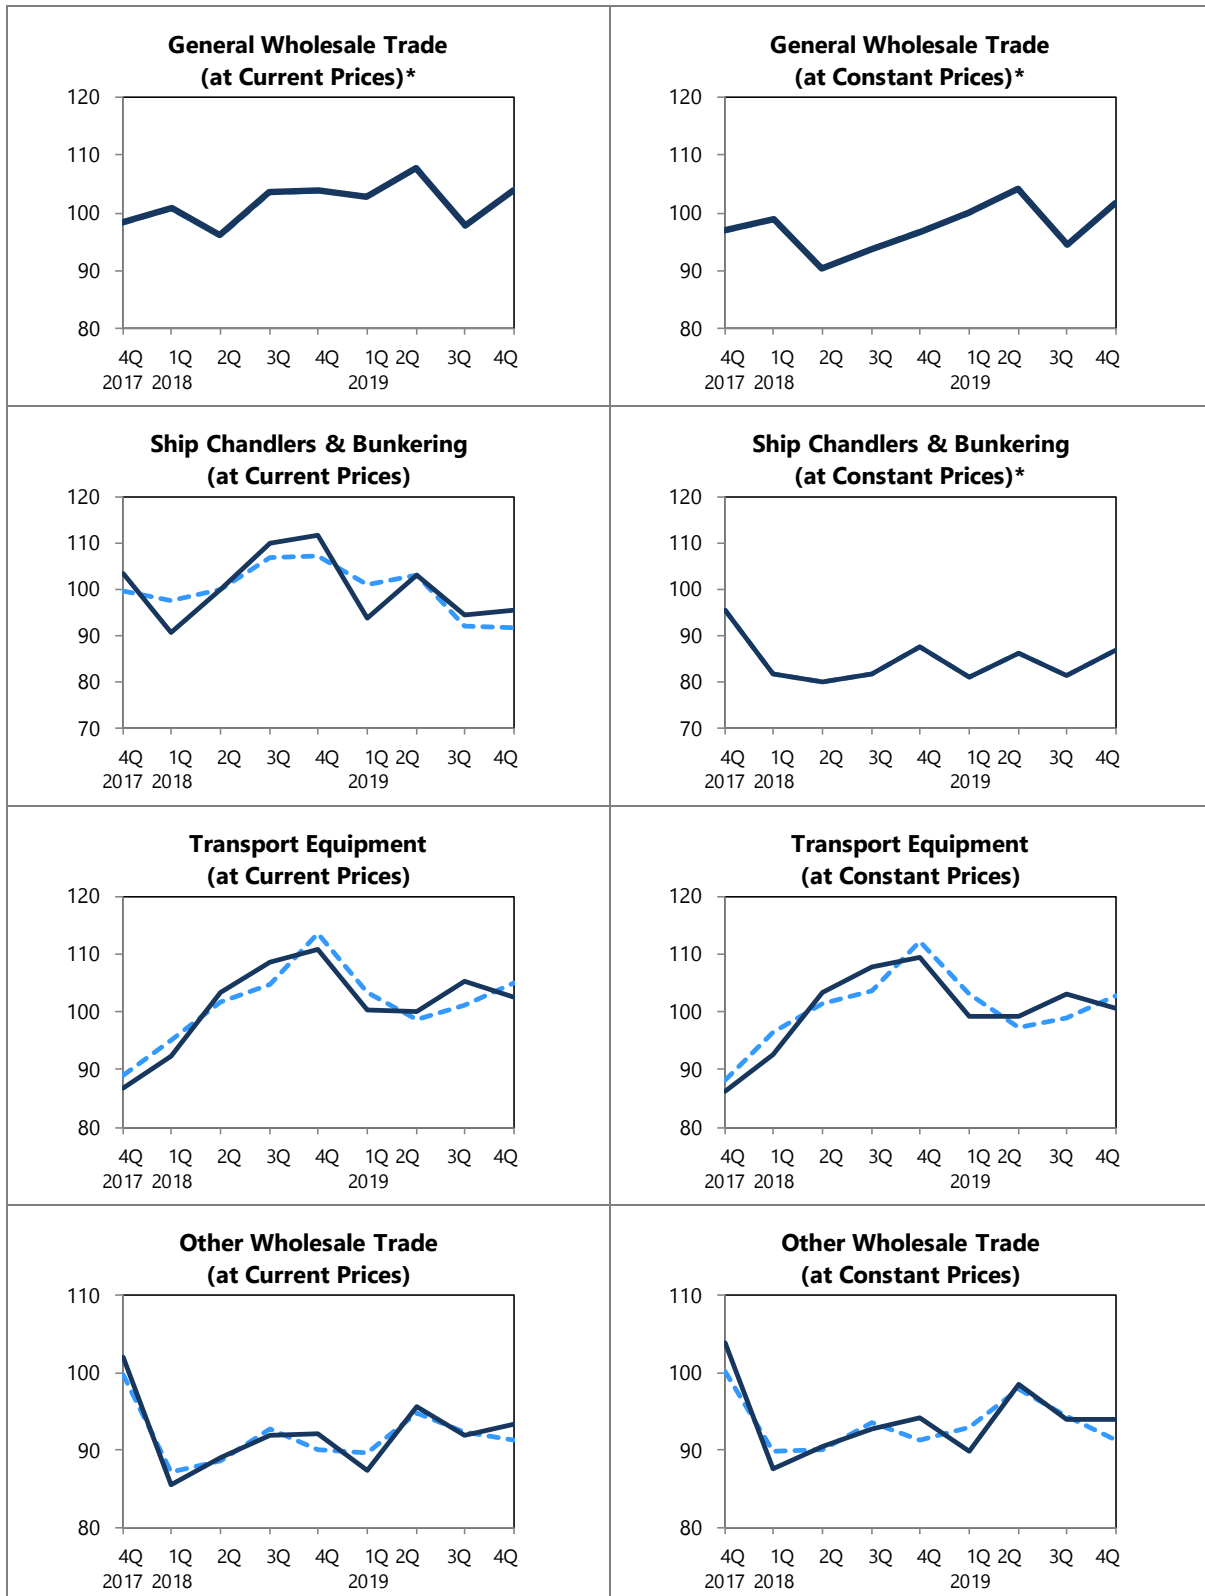 General Wholesale Trade
(at Current Prices)*
120
110
100
90
80
4Q 1Q 2Q 3Q 4Q 1Q 2Q 3Q 4Q
2017 2018 2019
General Wholesale Trade
(at Constant Prices)*
120
110
100
90
80
4Q 1Q 2Q 3Q 4Q 1Q 2Q 3Q 4Q
2017 2018 2019
Ship Chandlers & Bunkering
(at Current Prices)
120
110
100
90
80
70
4Q 1Q 2Q 3Q 4Q 1Q 2Q 3Q 4Q
2017 2018 2019
Ship Chandlers & Bunkering
(at Constant Prices)*
120
110
100
90
80
70
4Q 1Q 2Q 3Q 4Q 1Q 2Q 3Q 4Q
2017 2018 2019
Transport Equipment
(at Current Prices)
120
110
100
90
80
4Q 1Q 2Q 3Q 4Q 1Q 2Q 3Q 4Q
2017 2018 2019
Transport Equipment
(at Constant Prices)
120
110
100
90
80
4Q 1Q 2Q 3Q 4Q 1Q 2Q 3Q 4Q
2017 2018 2019
Other Wholesale Trade
(at Current Prices)
110
100
90
80
4Q 1Q 2Q 3Q 4Q 1Q 2Q 3Q 4Q
2017 2018 2019
Other Wholesale Trade
(at Constant Prices)
110
100
90
80
4Q 1Q 2Q 3Q 4Q 1Q 2Q 3Q 4Q
2017 2018 2019